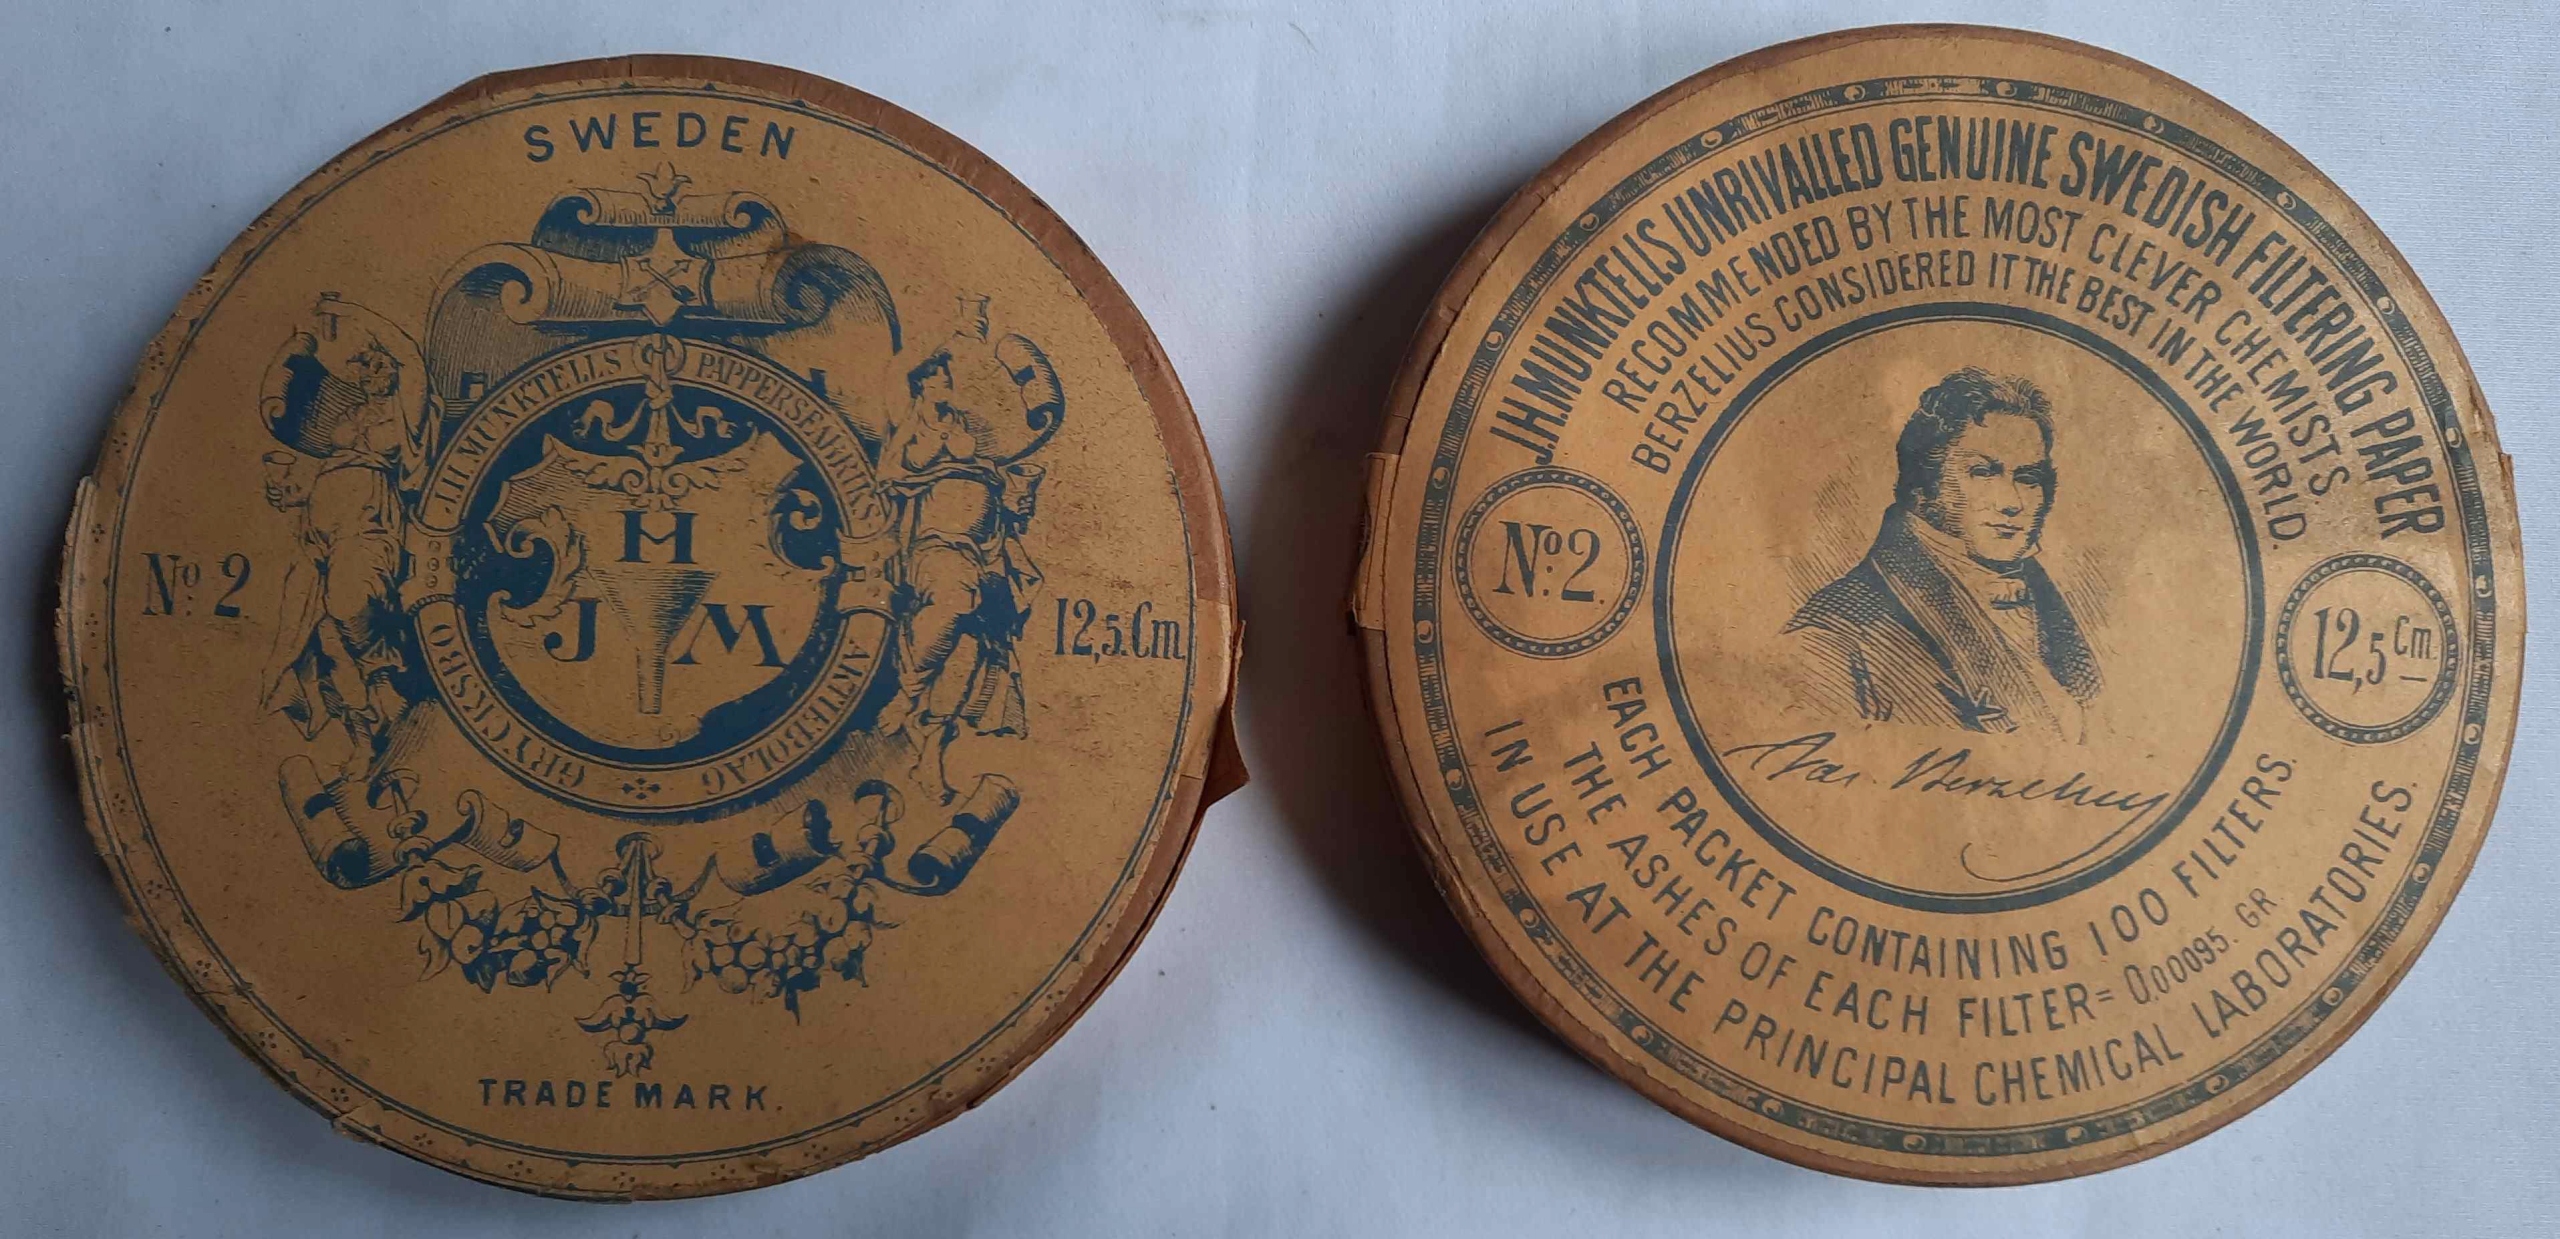 SWEDEN
J.H. MUNKTELLS PAPPERSFABRIKS
AKTIEBOLAG
GRYCKSBO
H
J M
No. 2
12,5.Cm
TRADE MARK.
J.H. MUNKTELLS UNRIVALLED GENUINE SWEDISH FILTERING PAPER
RECOMMENDED BY THE MOST CLEVER CHEMISTS.
BERZELIUS CONSIDERED IT THE BEST IN THE WORLD.
No. 2.
12,5 Cm.
Jac. Berzelius
EACH PACKET CONTAINING 100 FILTERS.
THE ASHES OF EACH FILTER = 0,00095. GR.
IN USE AT THE PRINCIPAL CHEMICAL LABORATORIES.